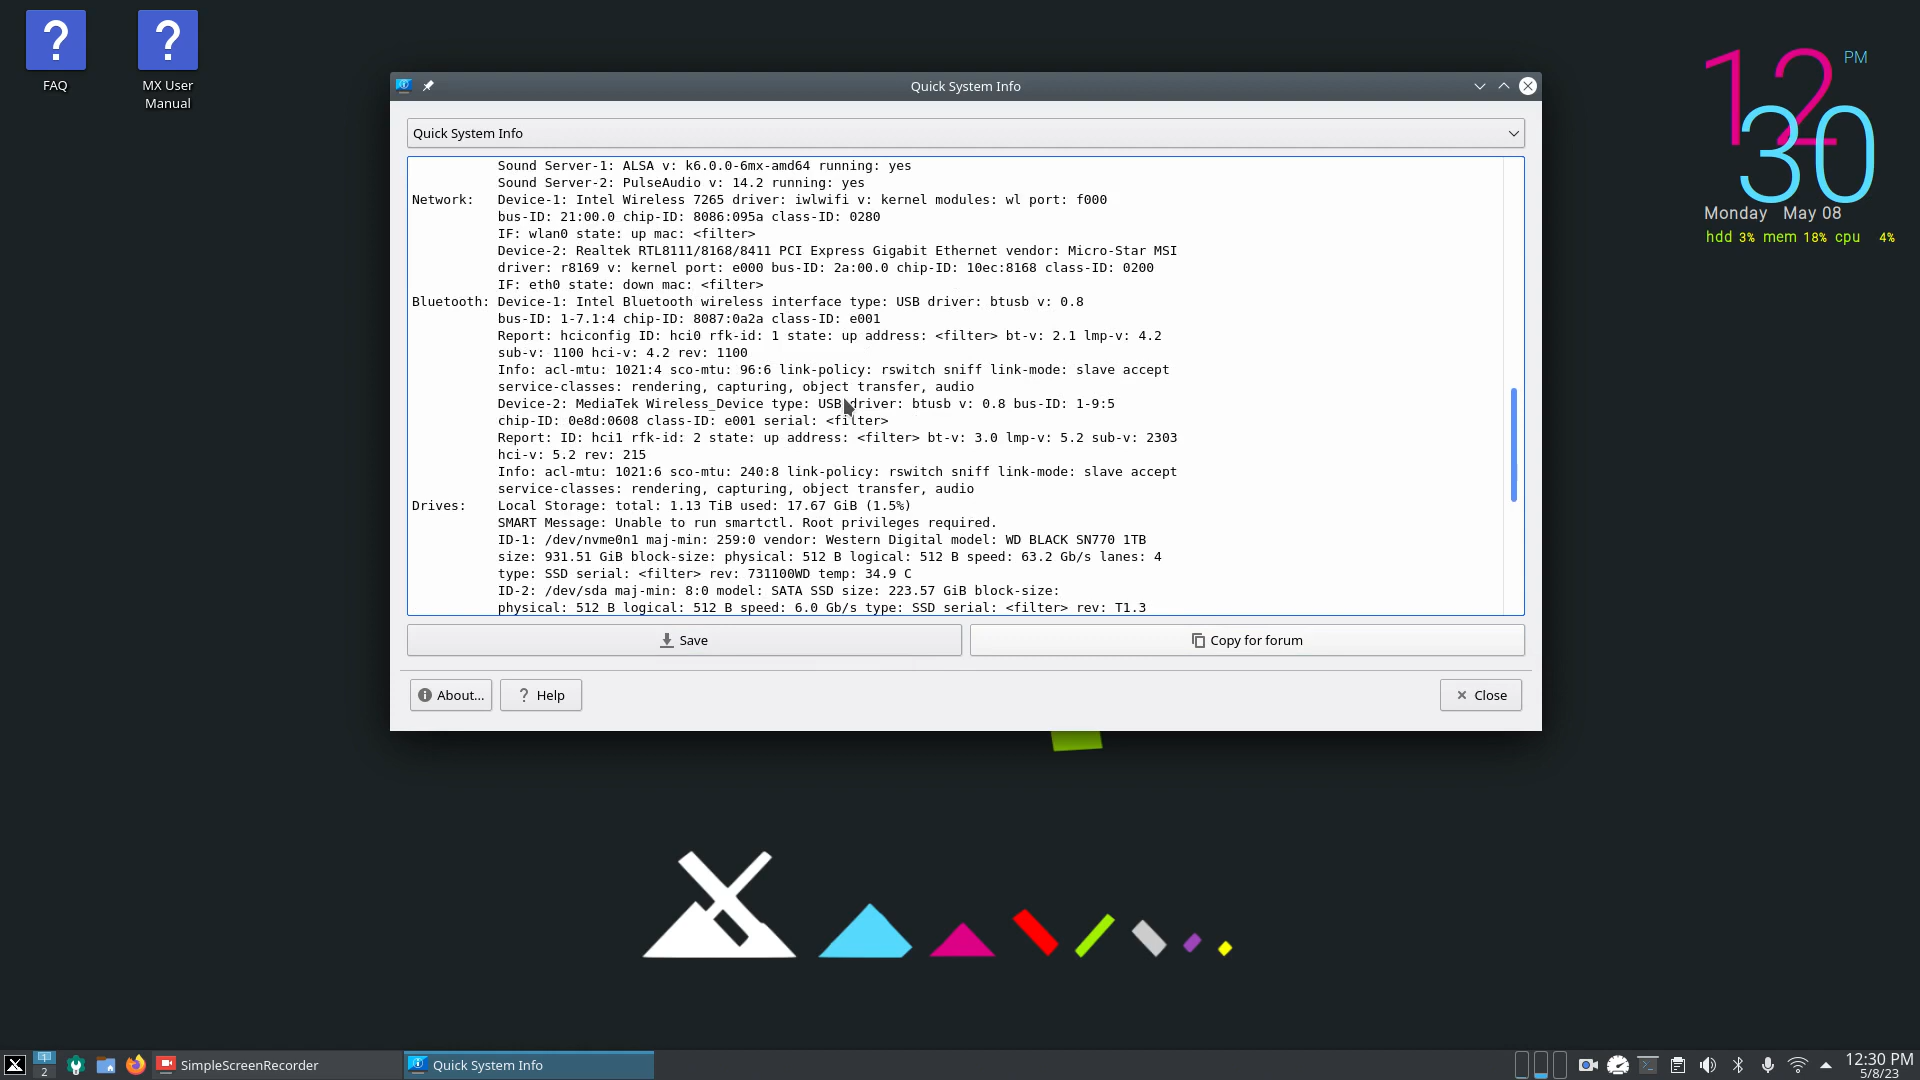 FAQ
MX User
Manual
Quick System Info
Quick System Info
Sound Server-1: ALSA v: k6.0.0-6mx-amd64 running: yes
Sound Server-2: PulseAudio v: 14.2 running: yes
Network: Device-1: Intel Wireless 7265 driver: iwlwifi v: kernel modules: wl port: f000
bus-ID: 21:00.0 chip-ID: 8086:095a class-ID: 0280
IF: wlan0 state: up mac: <filter>
Device-2: Realtek RTL8111/8168/8411 PCI Express Gigabit Ethernet vendor: Micro-Star MSI
driver: r8169 v: kernel port: e000 bus-ID: 2a:00.0 chip-ID: 10ec:8168 class-ID: 0200
IF: eth0 state: down mac: <filter>
Bluetooth: Device-1: Intel Bluetooth wireless interface type: USB driver: btusb v: 0.8
bus-ID: 1-7.1:4 chip-ID: 8087:0a2a class-ID: e001
Report: hciconfig ID: hci0 rfk-id: 1 state: up address: <filter> bt-v: 2.1 lmp-v: 4.2
sub-v: 1100 hci-v: 4.2 rev: 1100
Info: acl-mtu: 1021:4 sco-mtu: 96:6 link-policy: rswitch sniff link-mode: slave accept
service-classes: rendering, capturing, object transfer, audio
Device-2: MediaTek Wireless_Device type: USB driver: btusb v: 0.8 bus-ID: 1-9:5
chip-ID: 0e8d:0608 class-ID: e001 serial: <filter>
Report: ID: hci1 rfk-id: 2 state: up address: <filter> bt-v: 3.0 lmp-v: 5.2 sub-v: 2303
hci-v: 5.2 rev: 215
Info: acl-mtu: 1021:6 sco-mtu: 240:8 link-policy: rswitch sniff link-mode: slave accept
service-classes: rendering, capturing, object transfer, audio
Drives: Local Storage: total: 1.13 TiB used: 17.67 GiB (1.5%)
SMART Message: Unable to run smartctl. Root privileges required.
ID-1: /dev/nvme0n1 maj-min: 259:0 vendor: Western Digital model: WD BLACK SN770 1TB
size: 931.51 GiB block-size: physical: 512 B logical: 512 B speed: 63.2 Gb/s lanes: 4
type: SSD serial: <filter> rev: 731100WD temp: 34.9 C
ID-2: /dev/sda maj-min: 8:0 model: SATA SSD size: 223.57 GiB block-size:
physical: 512 B logical: 512 B speed: 6.0 Gb/s type: SSD serial: <filter> rev: T1.3
Save
Copy for forum
About...
Help
Close
12 PM
30
Monday May 08
hdd 3% mem 18% cpu 4%
1
2
SimpleScreenRecorder
Quick System Info
12:30 PM
5/8/23